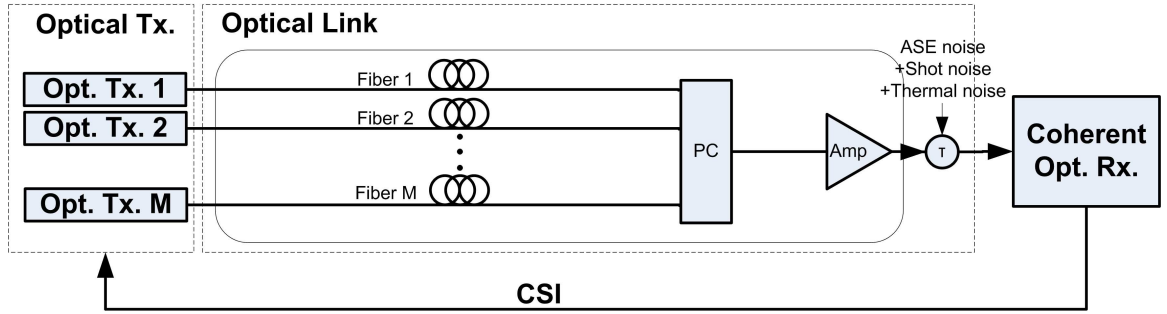 Optical Tx.
Optical Link
ASE noise
+Shot noise
+Thermal noise
Opt. Tx. 1
Fiber 1
Opt. Tx. 2
Fiber 2
PC
Amp
T
Coherent
Opt. Rx.
Opt. Tx. M
Fiber M
CSI